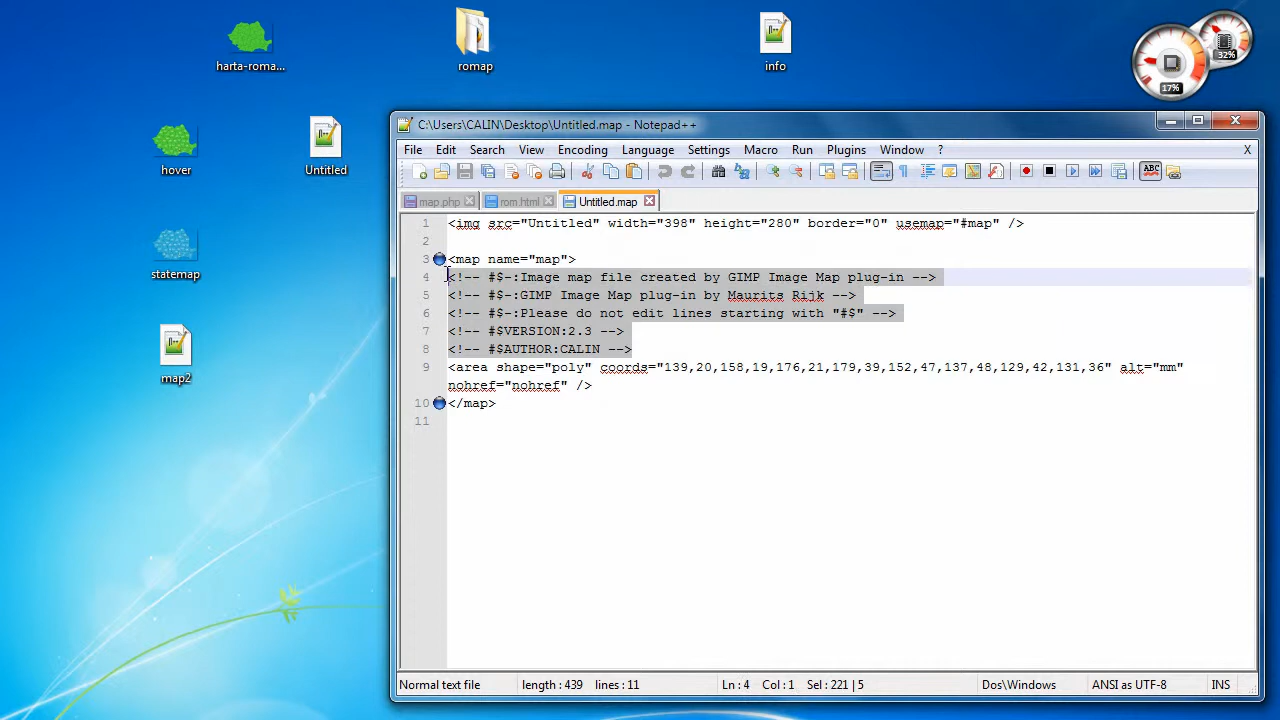 harta-roma...
romap
info
32%
17%
hover
Untitled
statemap
map2
C:\Users\CALIN\Desktop\Untitled.map - Notepad++
File Edit Search View Encoding Language Settings Macro Run Plugins Window ? X
ABC
map.php rom.html Untitled.map
1 <img src="Untitled" width="398" height="280" border="0" usemap="#map" />
2
3 <map name="map">
4 <!-- #$-:Image map file created by GIMP Image Map plug-in -->
5 <!-- #$-:GIMP Image Map plug-in by Maurits Rijk -->
6 <!-- #$-:Please do not edit lines starting with "#$" -->
7 <!-- #$VERSION:2.3 -->
8 <!-- #$AUTHOR:CALIN -->
9 <area shape="poly" coords="139,20,158,19,176,21,179,39,152,47,137,48,129,42,131,36" alt="mm"
nohref="nohref" />
10 </map>
11
Normal text file length : 439 lines : 11 Ln : 4 Col : 1 Sel : 221 | 5 Dos\Windows ANSI as UTF-8 INS